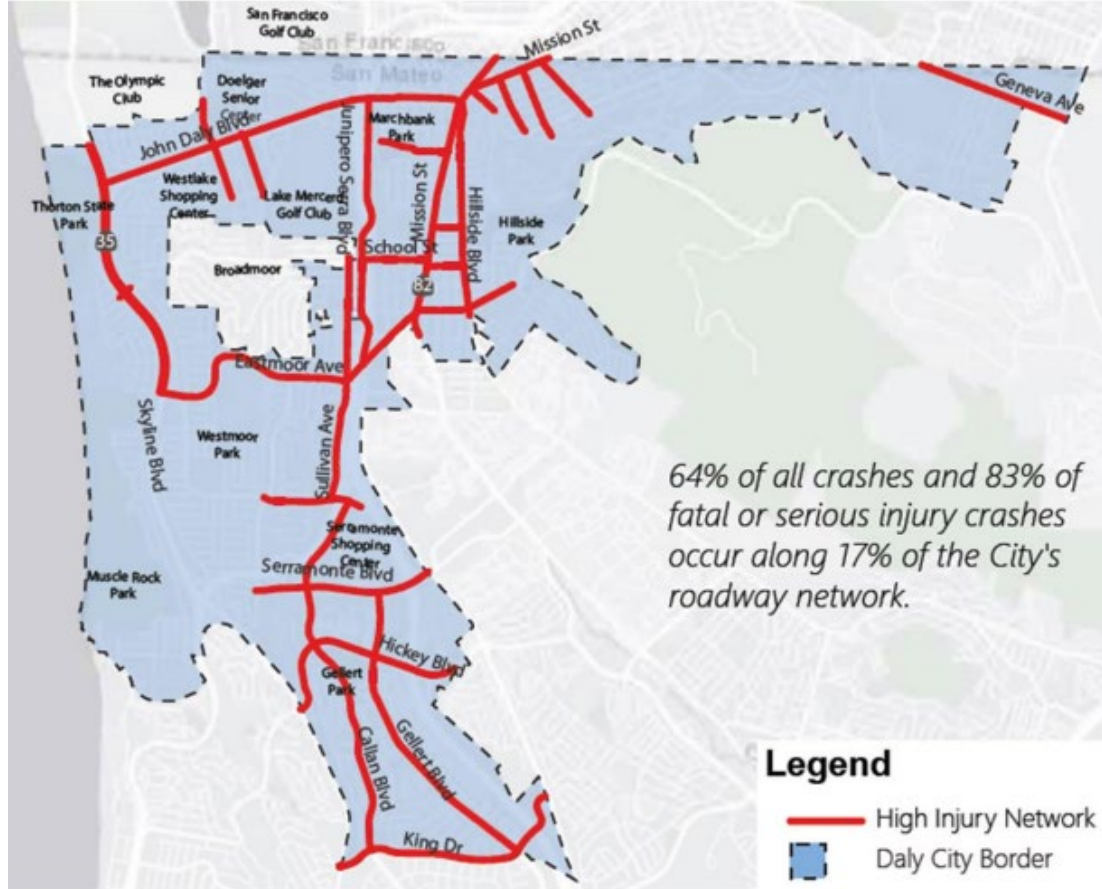 San Francisco
Golf Club
San Francisco
San Mateo
Mission St
The Olympic
Club
Doelger
Senior
Center
Geneva Ave
John Daly Blvd
Junipero Serra Blvd
Marchbank
Park
Westlake
Shopping
Center
Lake Merced
Golf Club
Mission St
Hillside Blvd
Thorton State
Park
35
Hillside
Park
School St
Broadmoor
82
Eastmoor Ave
Skyline Blvd
Westmoor
Park
Sullivan Ave
64% of all crashes and 83% of
fatal or serious injury crashes
occur along 17% of the City's
roadway network.
Serramonte
Shopping
Center
Serramonte Blvd
Muscle Rock
Park
Hickey Blvd
Gellert
Park
Callan Blvd
Gellert Blvd
King Dr
Legend
High Injury Network
Daly City Border